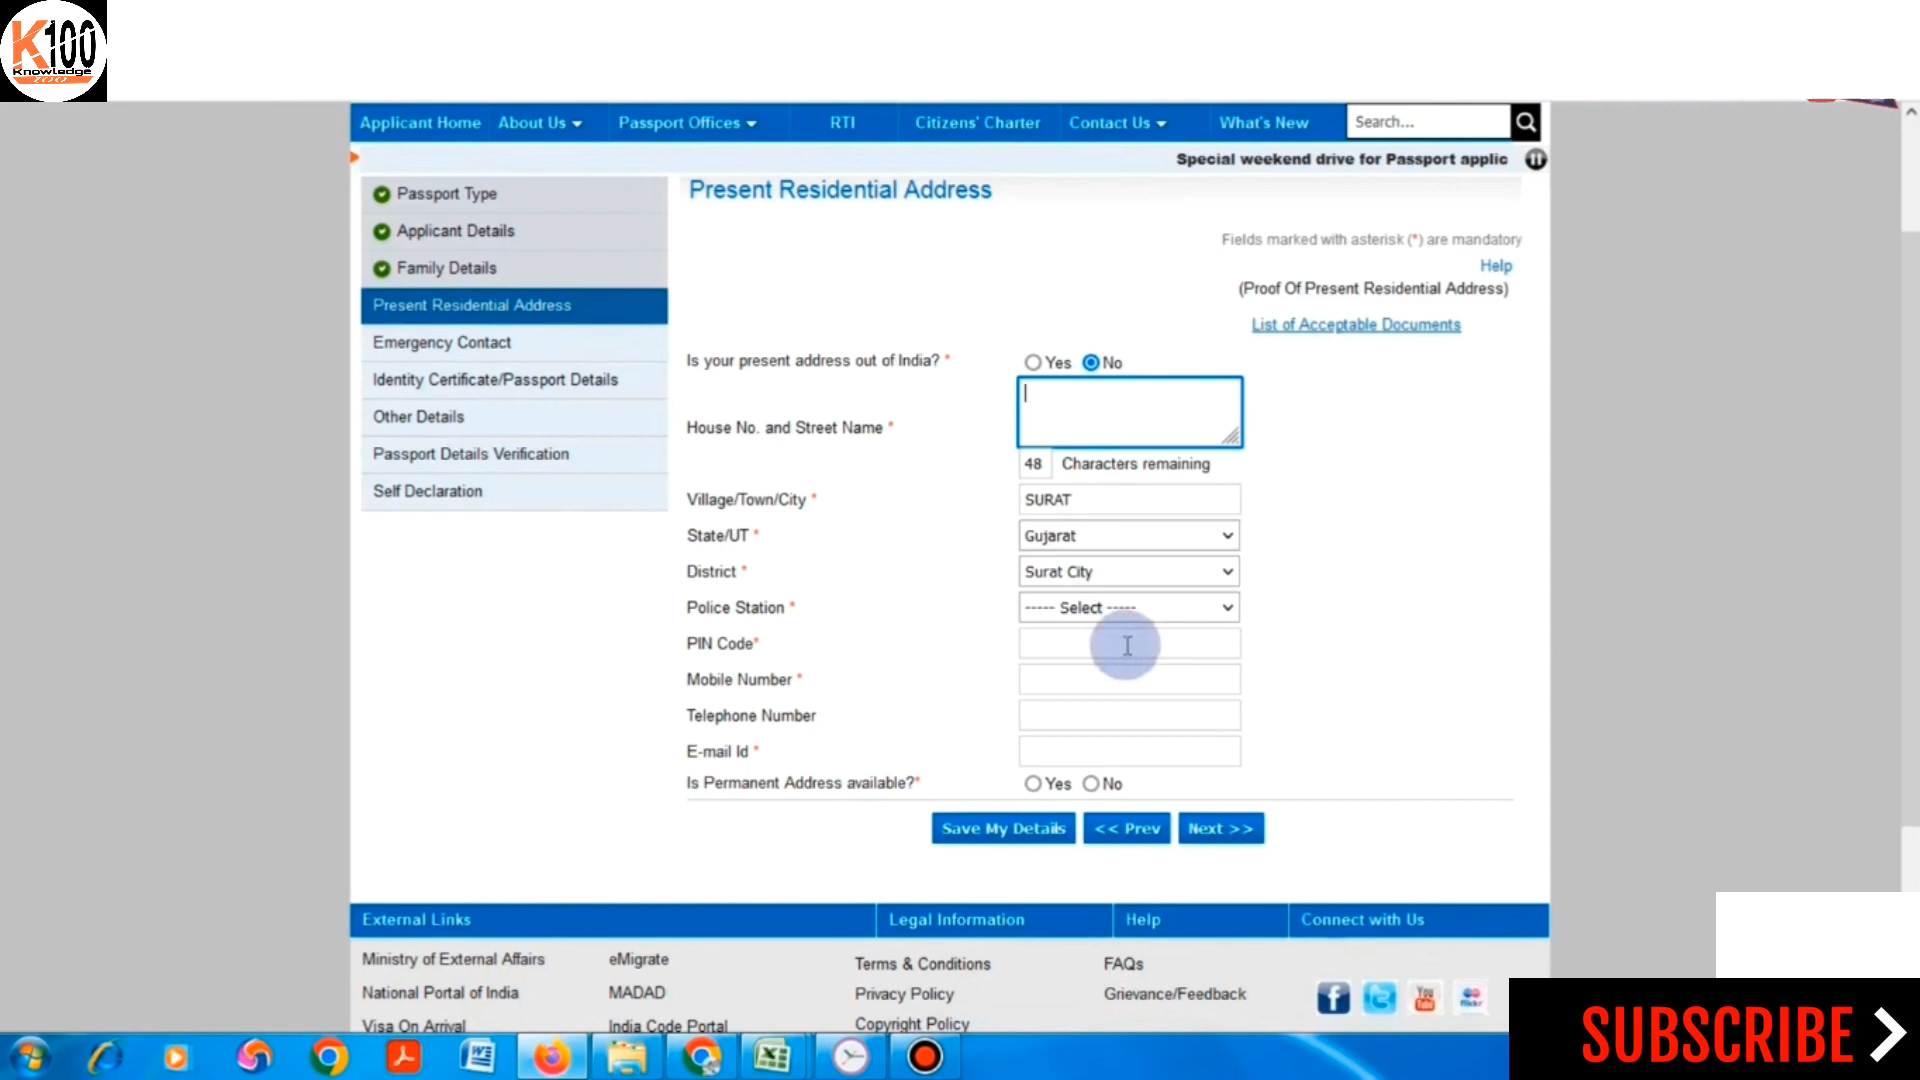 K100
Knowledge
100
Applicant Home About Us Passport Offices RTI Citizens' Charter Contact Us What's New Search...
Special weekend drive for Passport applic
Passport Type
Applicant Details
Family Details
Present Residential Address
Emergency Contact
Identity Certificate/Passport Details
Other Details
Passport Details Verification
Self Declaration
Present Residential Address
Fields marked with asterisk (*) are mandatory
Help
(Proof Of Present Residential Address)
List of Acceptable Documents
Is your present address out of India? * Yes No
House No. and Street Name *
48 Characters remaining
Village/Town/City * SURAT
State/UT * Gujarat
District * Surat City
Police Station * ----- Select -----
PIN Code*
Mobile Number *
Telephone Number
E-mail Id *
Is Permanent Address available?* Yes No
Save My Details << Prev Next >>
External Links Legal Information Help Connect with Us
Ministry of External Affairs eMigrate Terms & Conditions FAQs
National Portal of India MADAD Privacy Policy Grievance/Feedback
Visa On Arrival India Code Portal Copyright Policy
You Tube
flickr
SUBSCRIBE